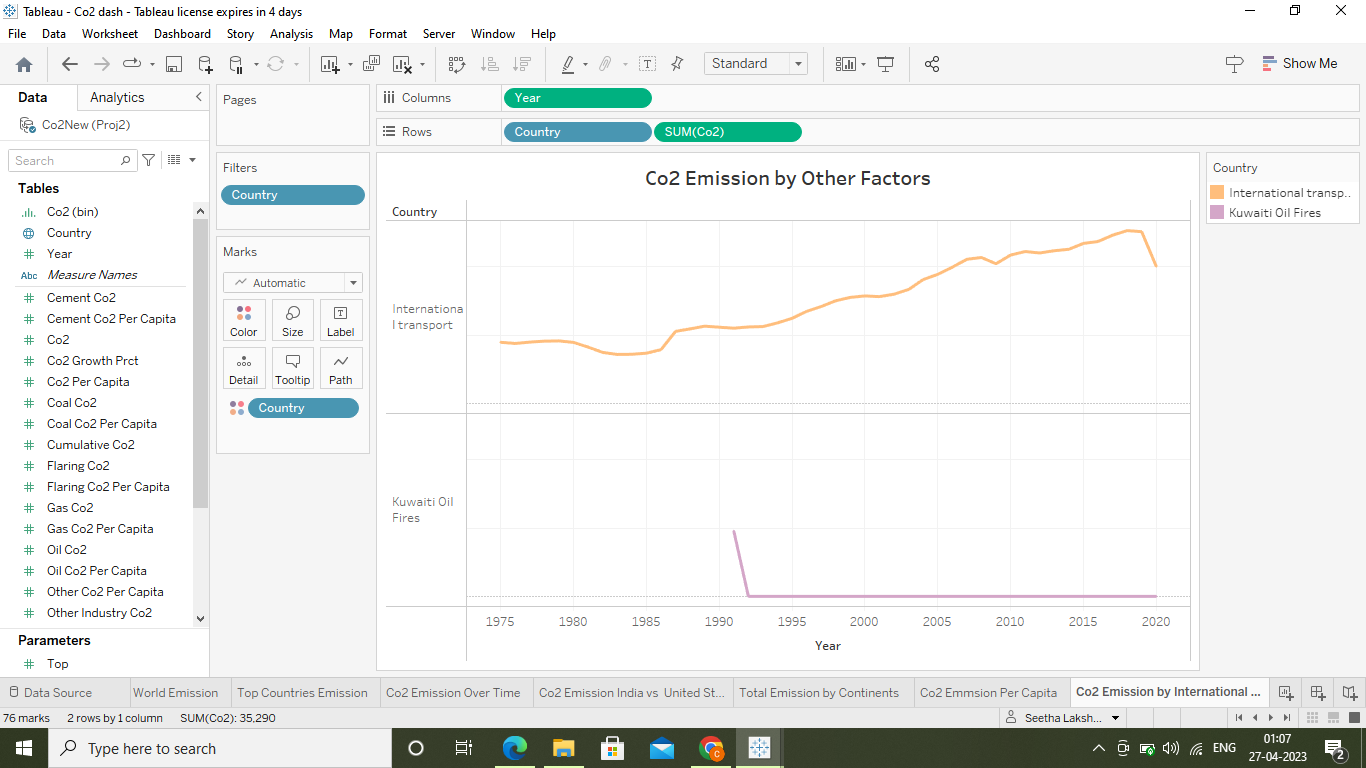 Tableau - Co2 dash - Tableau license expires in 4 days
File Data Worksheet Dashboard Story Analysis Map Format Server Window Help
Standard
Show Me
Data Analytics
Co2New (Proj2)
Search
Tables
Co2 (bin)
Country
Year
Abc Measure Names
Cement Co2
Cement Co2 Per Capita
Co2
Co2 Growth Prct
Co2 Per Capita
Coal Co2
Coal Co2 Per Capita
Cumulative Co2
Flaring Co2
Flaring Co2 Per Capita
Gas Co2
Gas Co2 Per Capita
Oil Co2
Oil Co2 Per Capita
Other Co2 Per Capita
Other Industry Co2
Parameters
Top
Pages
Filters
Country
Marks
Automatic
Color Size Label
Detail Tooltip Path
Country
Columns Year
Rows Country SUM(Co2)
Co2 Emission by Other Factors
Country
Internationa
l transport
Kuwaiti Oil
Fires
1975 1980 1985 1990 1995 2000 2005 2010 2015 2020
Year
Country
International transp..
Kuwaiti Oil Fires
Data Source World Emission Top Countries Emission Co2 Emission Over Time Co2 Emission India vs United St... Total Emission by Continents Co2 Emmsion Per Capita Co2 Emission by International ...
76 marks 2 rows by 1 column SUM(Co2): 35,290 Seetha Laksh...
Type here to search
ENG
01:07
27-04-2023
2